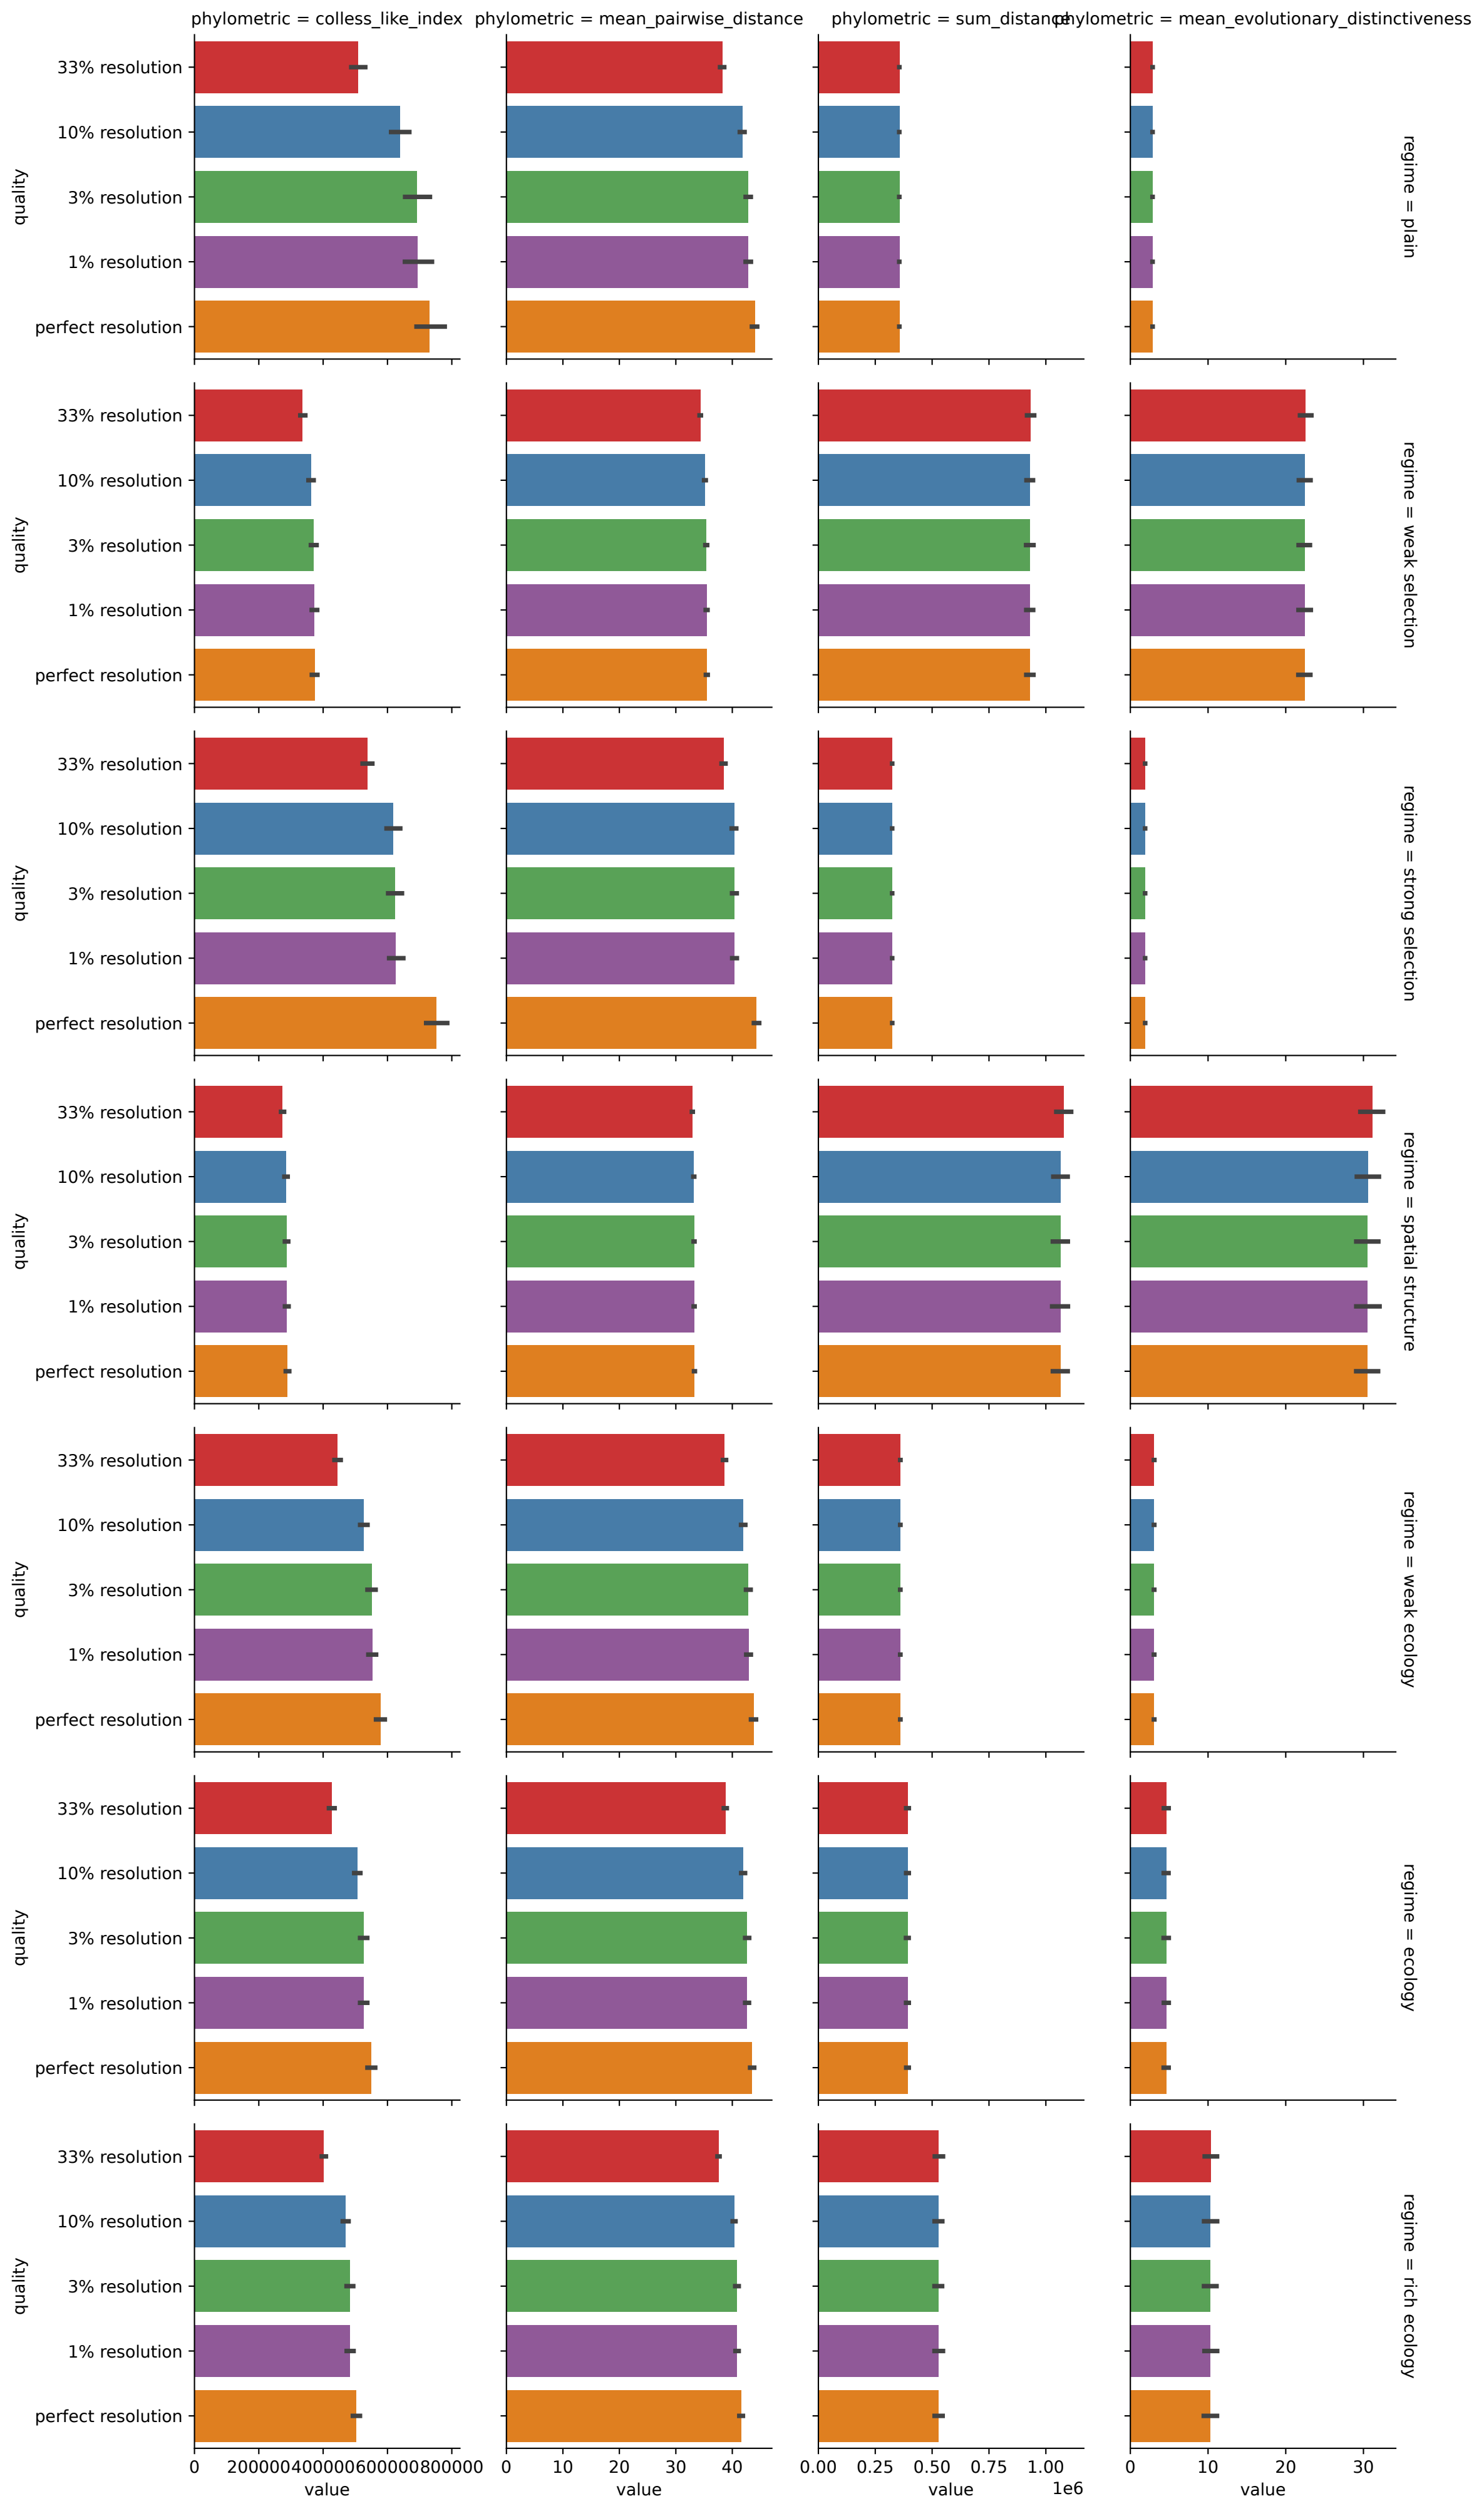 phylometric = colless_like_index phylometric = mean_pairwise_distance phylometric = sum_distance phylometric = mean_evolutionary_distinctiveness
33% resolution
10% resolution
3% resolution
1% resolution
perfect resolution
quality
regime = plain
33% resolution
10% resolution
3% resolution
1% resolution
perfect resolution
quality
regime = weak selection
33% resolution
10% resolution
3% resolution
1% resolution
perfect resolution
quality
regime = strong selection
33% resolution
10% resolution
3% resolution
1% resolution
perfect resolution
quality
regime = spatial structure
33% resolution
10% resolution
3% resolution
1% resolution
perfect resolution
quality
regime = weak ecology
33% resolution
10% resolution
3% resolution
1% resolution
perfect resolution
quality
regime = ecology
33% resolution
10% resolution
3% resolution
1% resolution
perfect resolution
quality
regime = rich ecology
0 200000 400000 600000 800000 0 10 20 30 40 0.00 0.25 0.50 0.75 1.00 0 10 20 30
1e6
value value value value